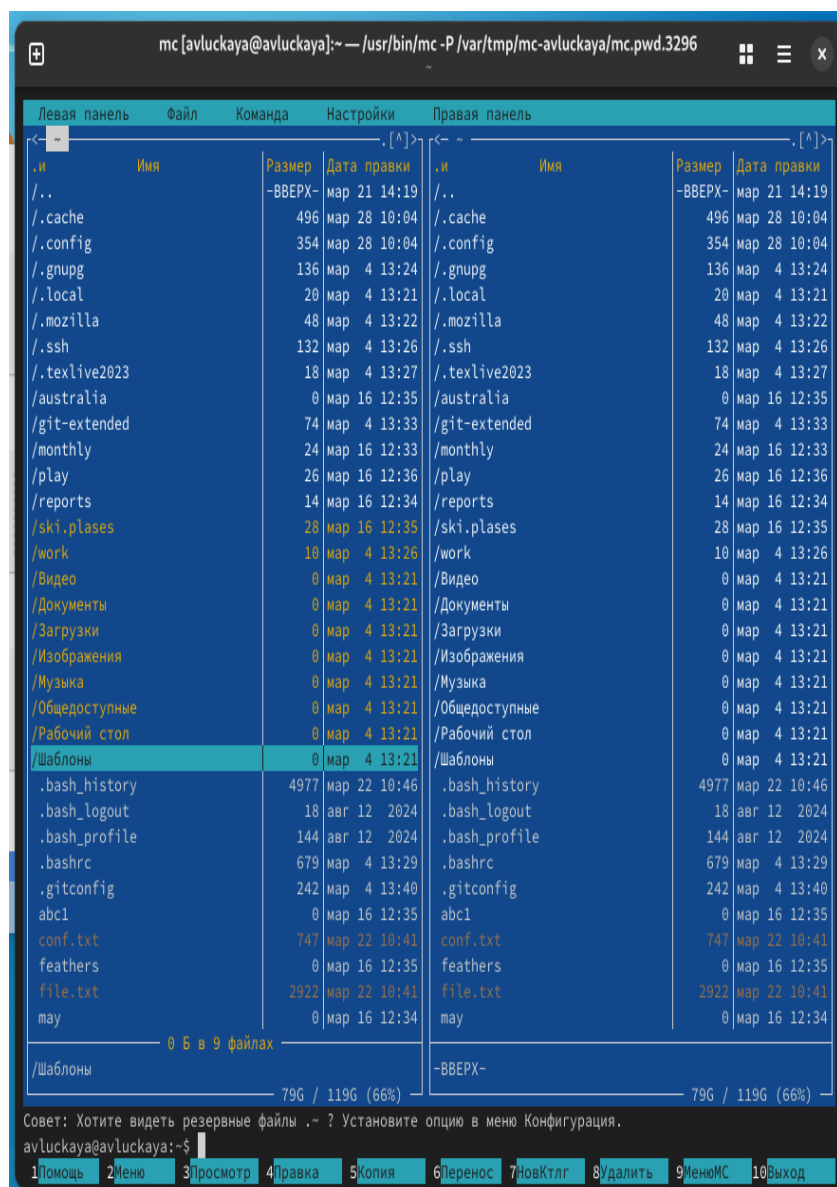 mc [avluckaya@avluckaya]:~ — /usr/bin/mc -P /var/tmp/mc-avluckaya/mc.pwd.3296
~
Левая панель Файл Команда Настройки Правая панель
<— ~ .[^]> <— ~ .[^]>
.и Имя Размер Дата правки .и Имя Размер Дата правки
/.. -ВВЕРХ- мар 21 14:19 /.. -ВВЕРХ- мар 21 14:19
/.cache 496 мар 28 10:04 /.cache 496 мар 28 10:04
/.config 354 мар 28 10:04 /.config 354 мар 28 10:04
/.gnupg 136 мар 4 13:24 /.gnupg 136 мар 4 13:24
/.local 20 мар 4 13:21 /.local 20 мар 4 13:21
/.mozilla 48 мар 4 13:22 /.mozilla 48 мар 4 13:22
/.ssh 132 мар 4 13:26 /.ssh 132 мар 4 13:26
/.texlive2023 18 мар 4 13:27 /.texlive2023 18 мар 4 13:27
/australia 0 мар 16 12:35 /australia 0 мар 16 12:35
/git-extended 74 мар 4 13:33 /git-extended 74 мар 4 13:33
/monthly 24 мар 16 12:33 /monthly 24 мар 16 12:33
/play 26 мар 16 12:36 /play 26 мар 16 12:36
/reports 14 мар 16 12:34 /reports 14 мар 16 12:34
/ski.plases 28 мар 16 12:35 /ski.plases 28 мар 16 12:35
/work 10 мар 4 13:26 /work 10 мар 4 13:26
/Видео 0 мар 4 13:21 /Видео 0 мар 4 13:21
/Документы 0 мар 4 13:21 /Документы 0 мар 4 13:21
/Загрузки 0 мар 4 13:21 /Загрузки 0 мар 4 13:21
/Изображения 0 мар 4 13:21 /Изображения 0 мар 4 13:21
/Музыка 0 мар 4 13:21 /Музыка 0 мар 4 13:21
/Общедоступные 0 мар 4 13:21 /Общедоступные 0 мар 4 13:21
/Рабочий стол 0 мар 4 13:21 /Рабочий стол 0 мар 4 13:21
/Шаблоны 0 мар 4 13:21 /Шаблоны 0 мар 4 13:21
.bash_history 4977 мар 22 10:46 .bash_history 4977 мар 22 10:46
.bash_logout 18 авг 12 2024 .bash_logout 18 авг 12 2024
.bash_profile 144 авг 12 2024 .bash_profile 144 авг 12 2024
.bashrc 679 мар 4 13:29 .bashrc 679 мар 4 13:29
.gitconfig 242 мар 4 13:40 .gitconfig 242 мар 4 13:40
abc1 0 мар 16 12:35 abc1 0 мар 16 12:35
conf.txt 747 мар 22 10:41 conf.txt 747 мар 22 10:41
feathers 0 мар 16 12:35 feathers 0 мар 16 12:35
file.txt 2922 мар 22 10:41 file.txt 2922 мар 22 10:41
may 0 мар 16 12:34 may 0 мар 16 12:34
0 Б в 9 файлах
/Шаблоны -ВВЕРХ-
79G / 119G (66%) 79G / 119G (66%)
Совет: Хотите видеть резервные файлы .~ ? Установите опцию в меню Конфигурация.
avluckaya@avluckaya:~$
1Помощь 2Меню 3Просмотр 4Правка 5Копия 6Перенос 7НовКтлг 8Удалить 9МенюMC 10Выход